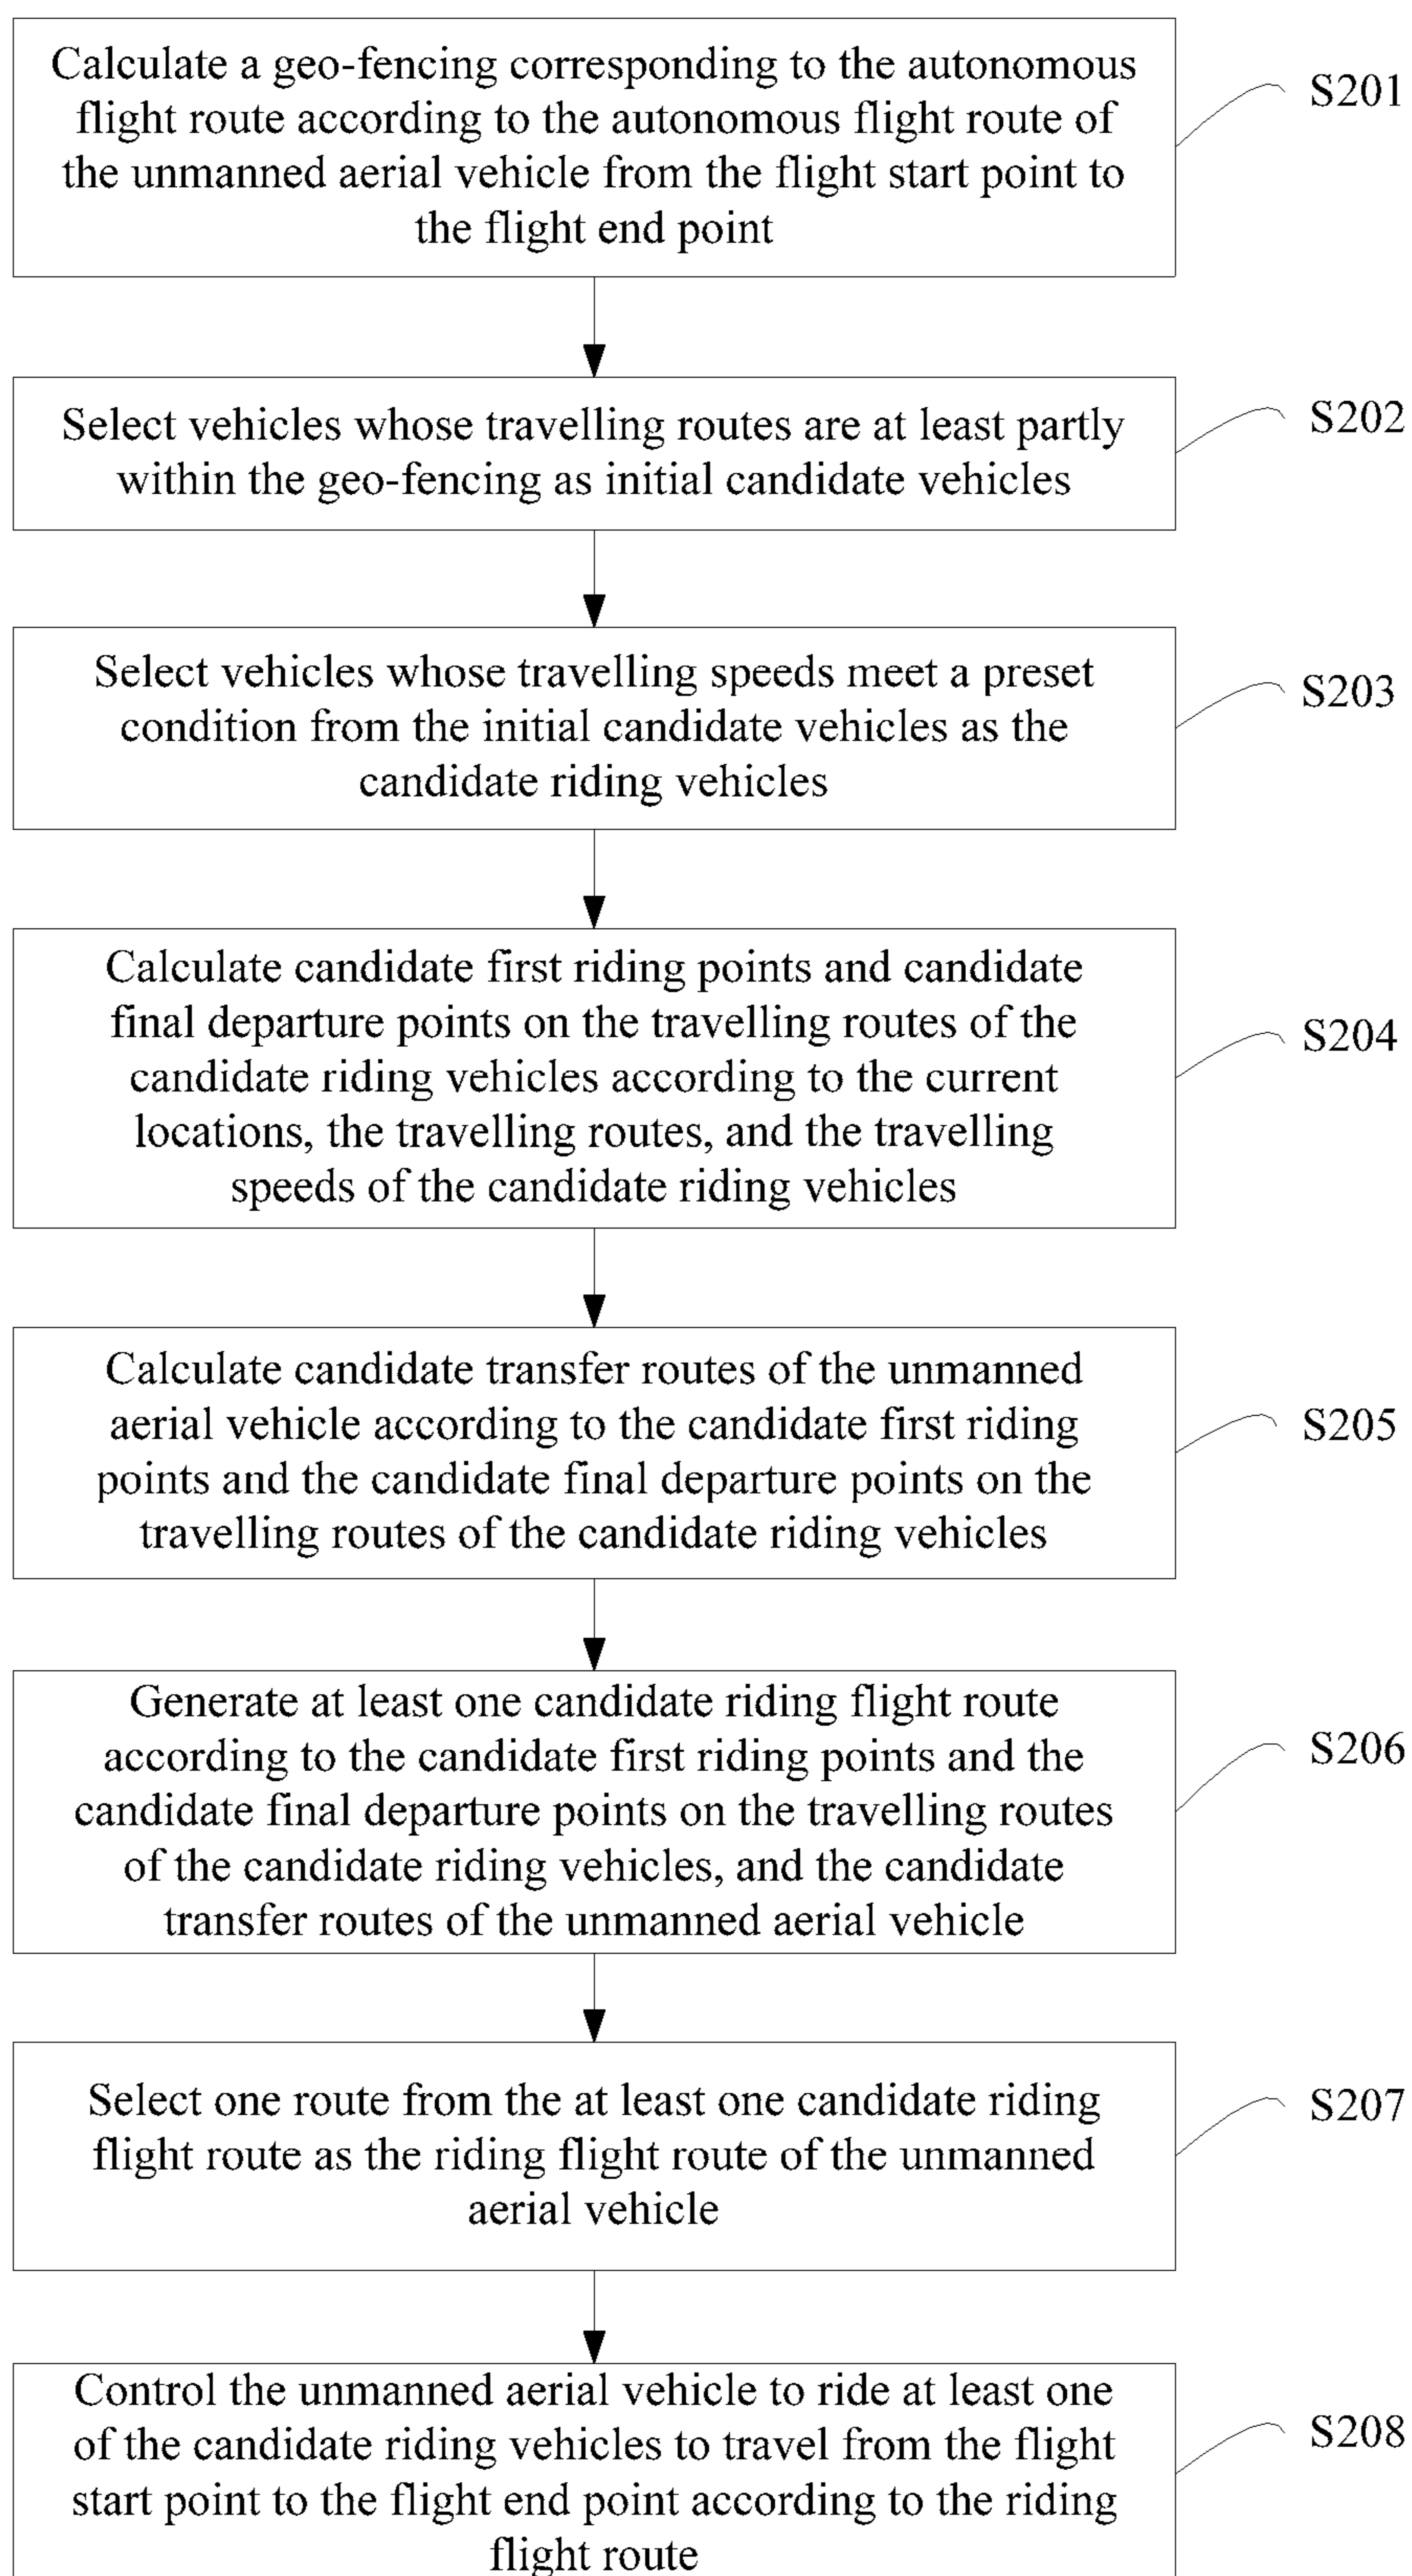 Calculate a geo-fencing corresponding to the autonomous
flight route according to the autonomous flight route of
the unmanned aerial vehicle from the flight start point to
the flight end point
S201
Select vehicles whose travelling routes are at least partly
within the geo-fencing as initial candidate vehicles
S202
Select vehicles whose travelling speeds meet a preset
condition from the initial candidate vehicles as the
candidate riding vehicles
S203
Calculate candidate first riding points and candidate
final departure points on the travelling routes of the
candidate riding vehicles according to the current
locations, the travelling routes, and the travelling
speeds of the candidate riding vehicles
S204
Calculate candidate transfer routes of the unmanned
aerial vehicle according to the candidate first riding
points and the candidate final departure points on the
travelling routes of the candidate riding vehicles
S205
Generate at least one candidate riding flight route
according to the candidate first riding points and the
candidate final departure points on the travelling routes
of the candidate riding vehicles, and the candidate
transfer routes of the unmanned aerial vehicle
S206
Select one route from the at least one candidate riding
flight route as the riding flight route of the unmanned
aerial vehicle
S207
Control the unmanned aerial vehicle to ride at least one
of the candidate riding vehicles to travel from the flight
start point to the flight end point according to the riding
flight route
S208